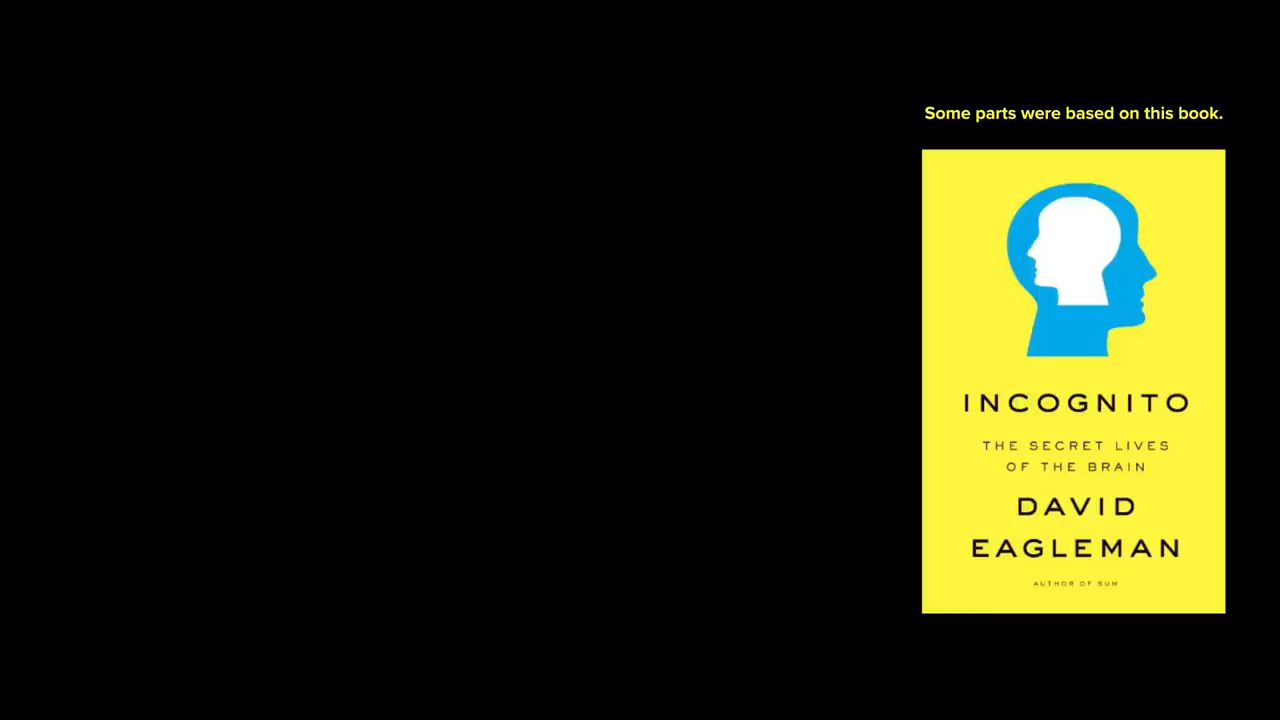 Some parts were based on this book.
INCOGNITO
THE SECRET LIVES
OF THE BRAIN
DAVID
EAGLEMAN
AUTHOR OF SUM